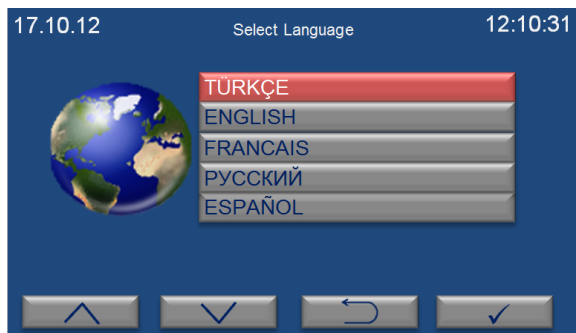 17.10.12 Select Language 12:10:31
TÜRKÇE
ENGLISH
FRANCAIS
РУССКИЙ
ESPAÑOL